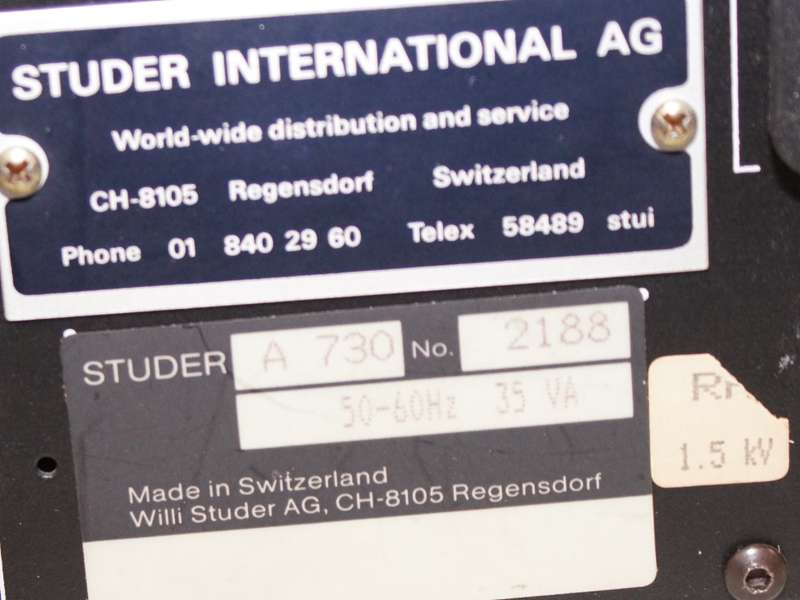 STUDER INTERNATIONAL AG
World-wide distribution and service
CH-8105 Regensdorf Switzerland
Phone 01 840 29 60 Telex 58489 stui
STUDER A 730 No. 2188
50-60Hz 35 VA
1.5 kV
Made in Switzerland
Willi Studer AG, CH-8105 Regensdorf